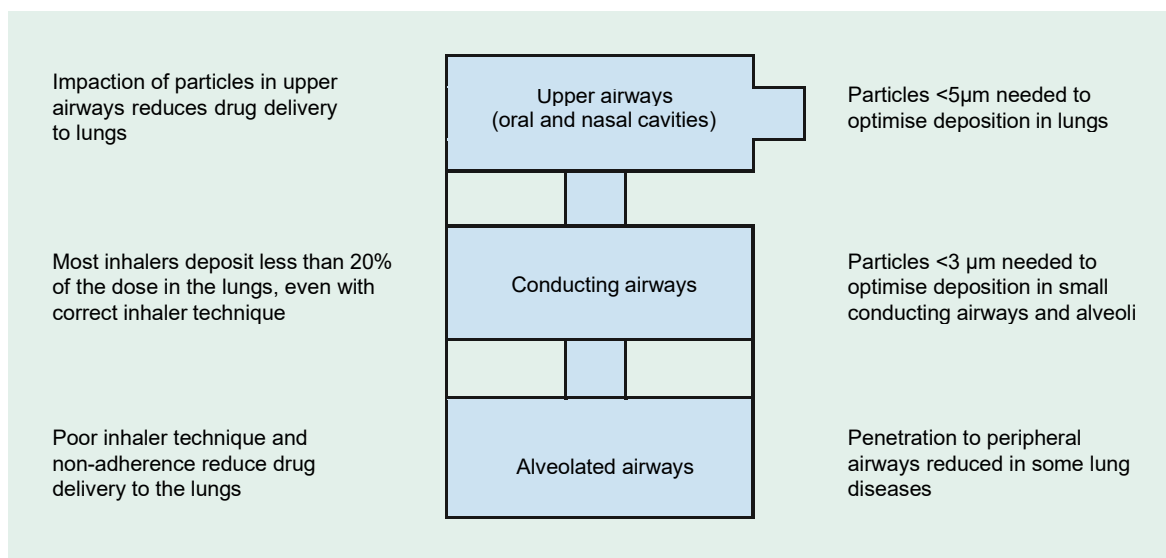 Impaction of particles in upper
airways reduces drug delivery
to lungs
Upper airways
(oral and nasal cavities)
Particles <5μm needed to
optimise deposition in lungs
Most inhalers deposit less than 20%
of the dose in the lungs, even with
correct inhaler technique
Conducting airways
Particles <3 μm needed to
optimise deposition in small
conducting airways and alveoli
Poor inhaler technique and
non-adherence reduce drug
delivery to the lungs
Alveolated airways
Penetration to peripheral
airways reduced in some lung
diseases